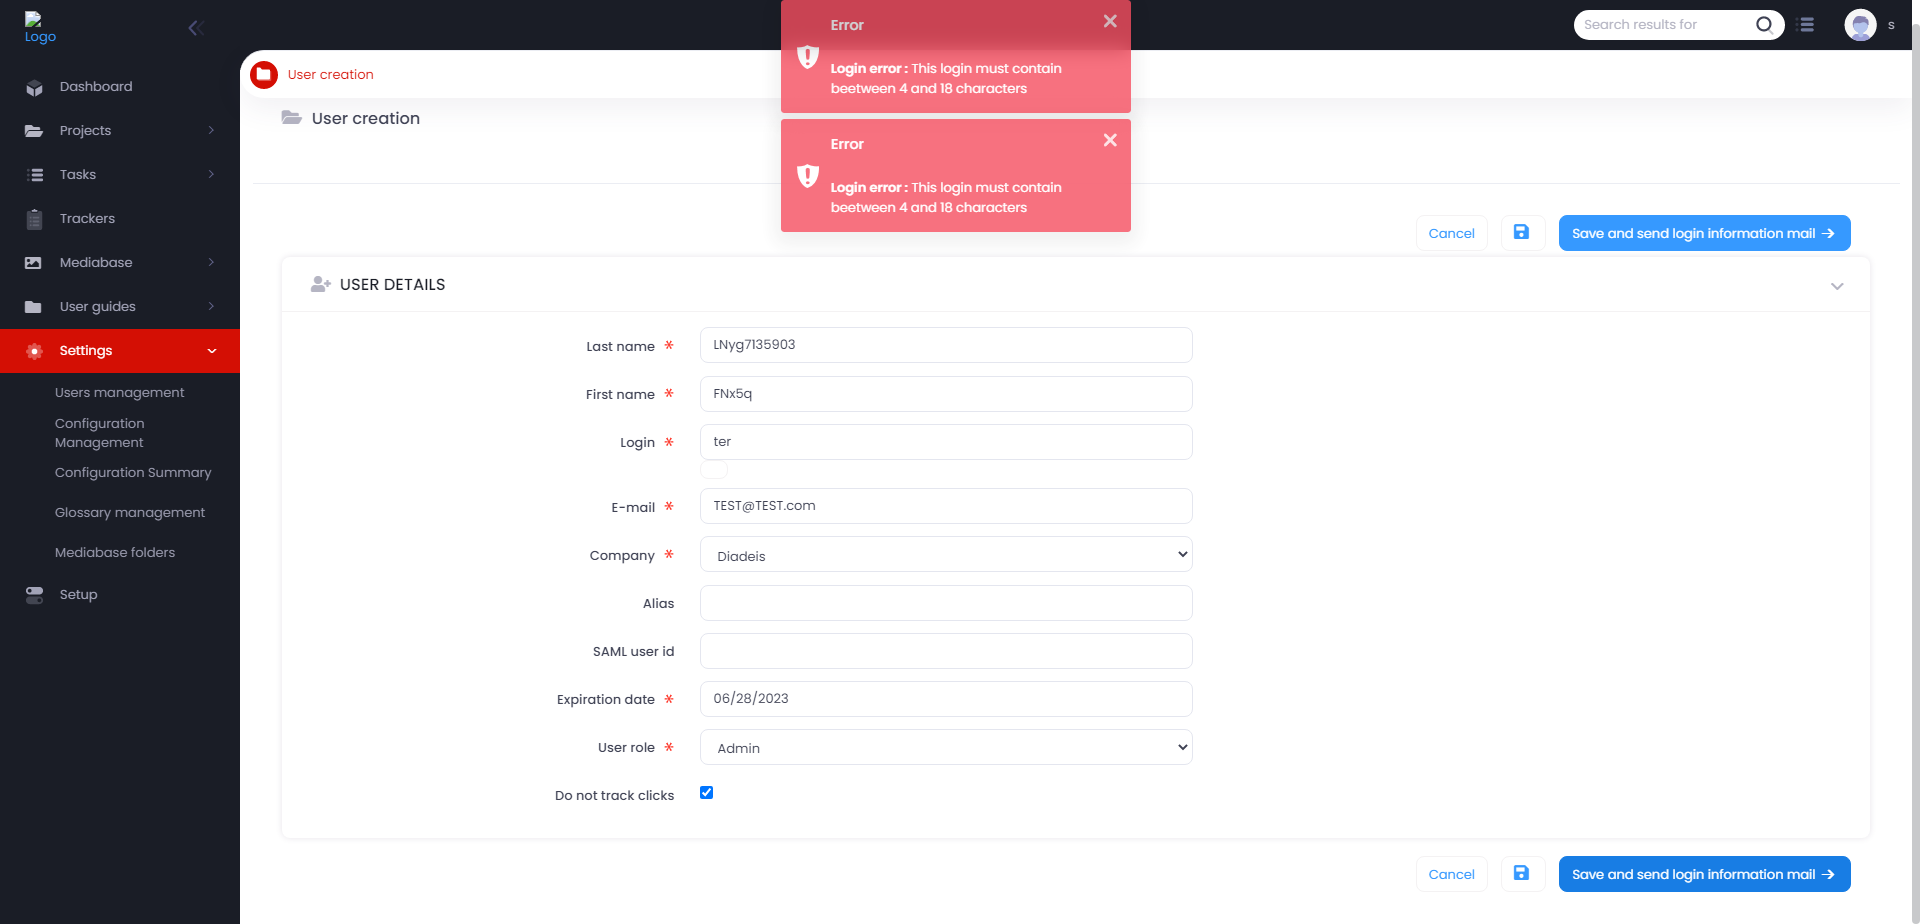 Logo
Search results for
s
Dashboard
Projects
Tasks
Trackers
Mediabase
User guides
Settings
Users management
Configuration
Management
Configuration Summary
Glossary management
Mediabase folders
Setup
User creation
User creation
Error
Login error : This login must contain
beetween 4 and 18 characters
Error
Login error : This login must contain
beetween 4 and 18 characters
Cancel
Save and send login information mail
USER DETAILS
Last name * LNyg7135903
First name * FNx5q
Login * ter
E-mail * TEST@TEST.com
Company * Diadeis
Alias
SAML user id
Expiration date * 06/28/2023
User role * Admin
Do not track clicks
Cancel
Save and send login information mail